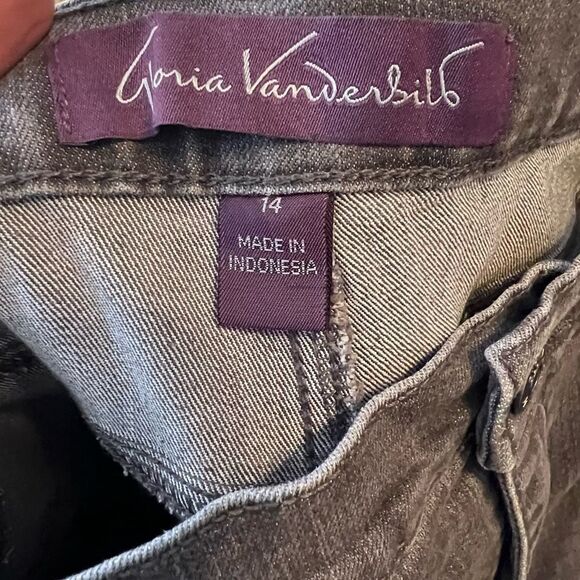 Gloria Vanderbilt
14
MADE IN
INDONESIA